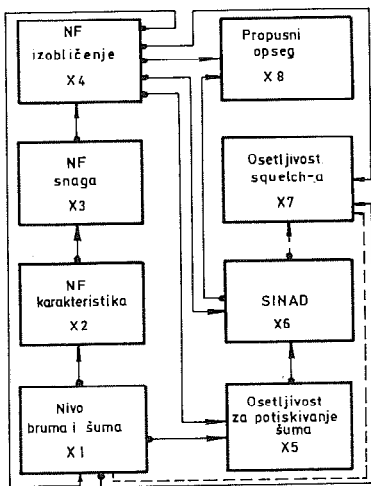 NF
izobličenje
X4
Propusni
opseg
X8
NF
snaga
X3
Osetljivost
squelch-a
X7
NF
karakteristika
X2
SINAD
X6
Nivo
bruma i šuma
X1
Osetljivost
za potiskivanje
šuma
X5